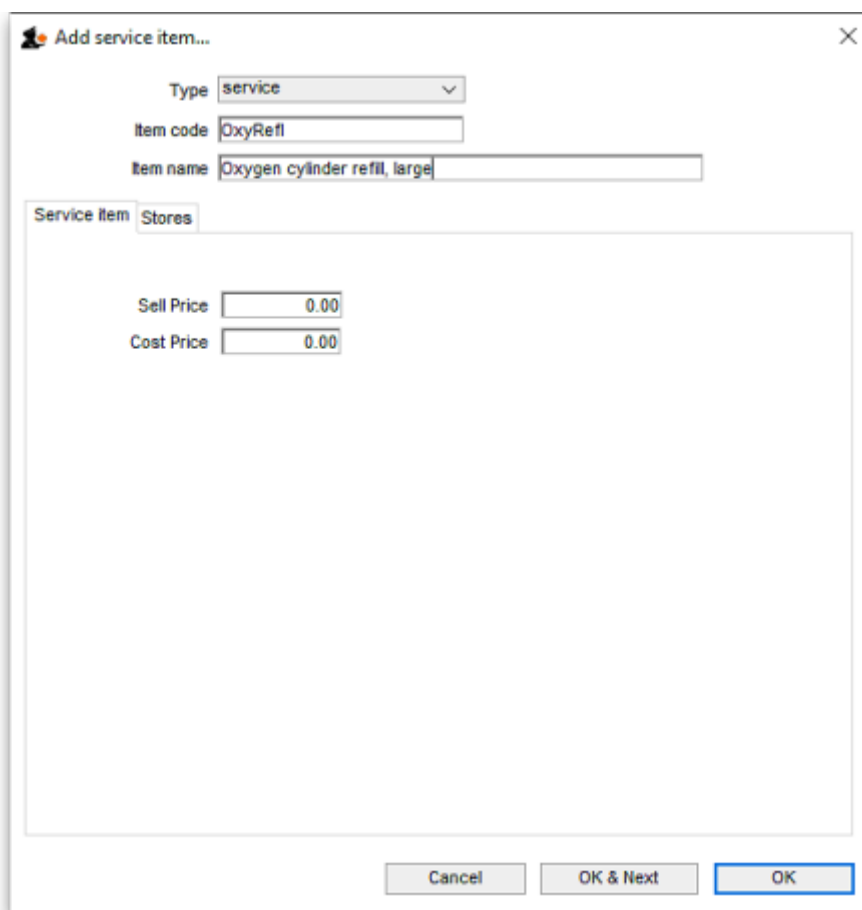 Add service item...
Type service
Item code OxyRefl
Item name Oxygen cylinder refill, large
Service item Stores
Sell Price 0.00
Cost Price 0.00
Cancel OK & Next OK